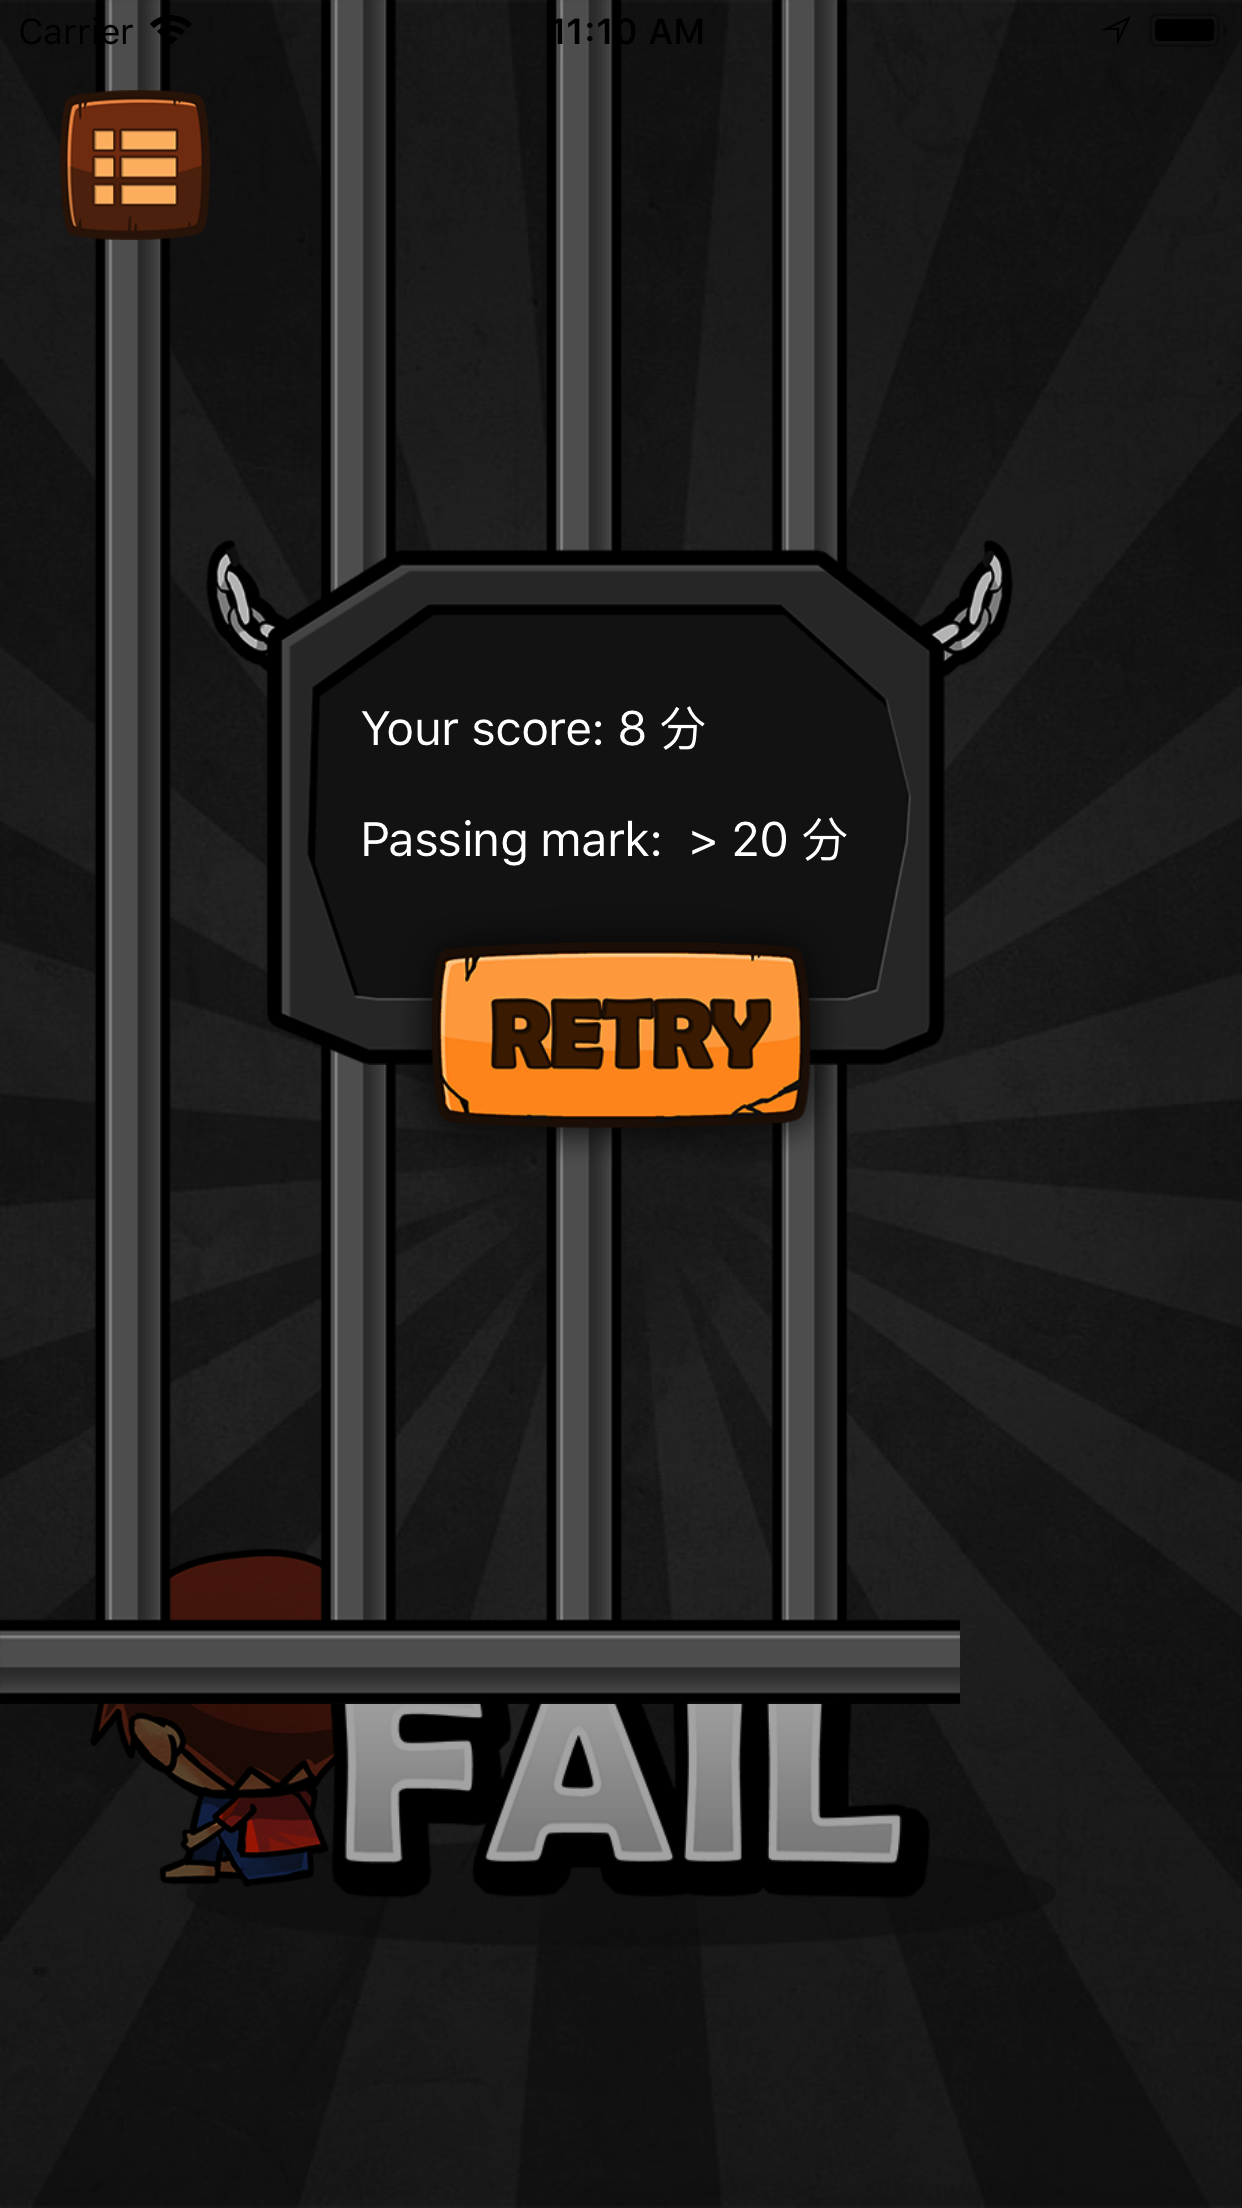 Carrier 11:10 AM
Your score: 8 分
Passing mark:  > 20 分
RETRY
FAIL